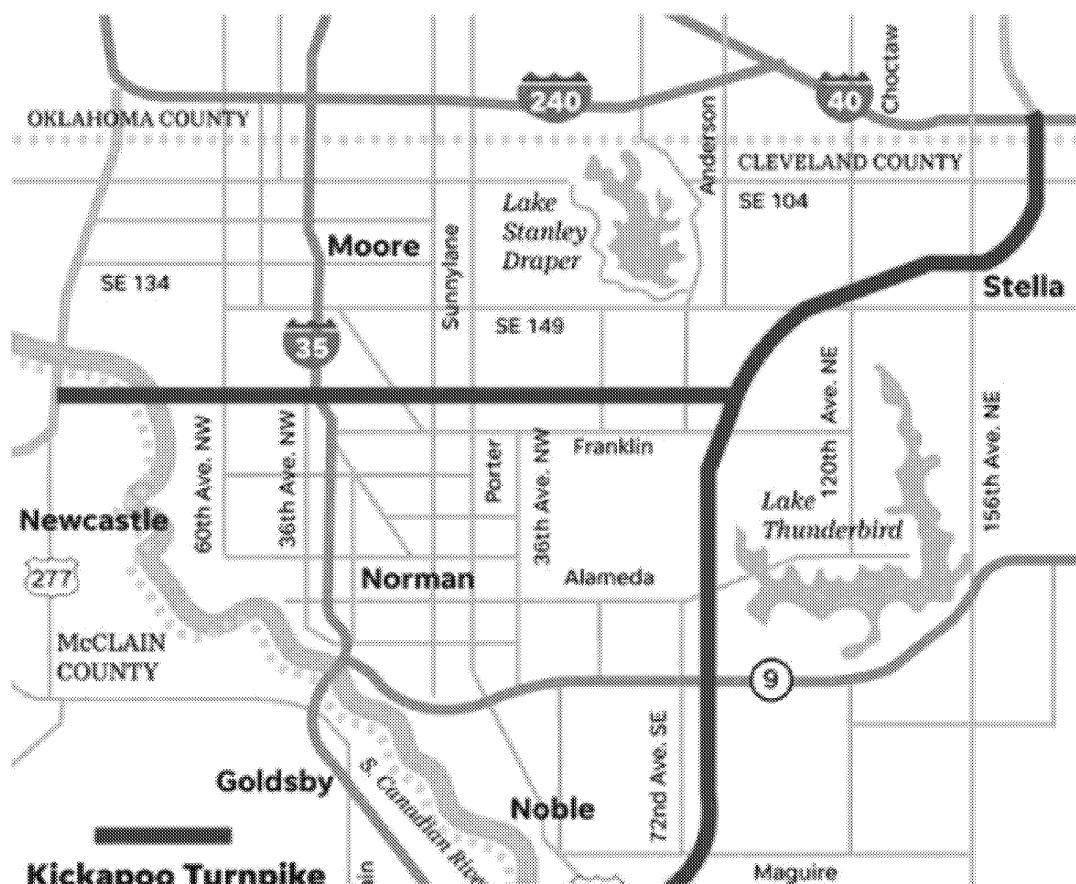 Choctaw
240
40
OKLAHOMA COUNTY
Anderson
CLEVELAND COUNTY
SE 104
Lake
Stanley
Draper
Moore
Sunnylane
SE 134
Stella
SE 149
35
120th Ave. NE
156th Ave. NE
60th Ave. NW
36th Ave. NW
Porter
36th Ave. NW
Franklin
Lake
Thunderbird
Newcastle
277
Norman
Alameda
McCLAIN
COUNTY
9
72nd Ave. SE
Goldsby
S. Canadian River
Noble
Kickapoo Turnpike
Maguire